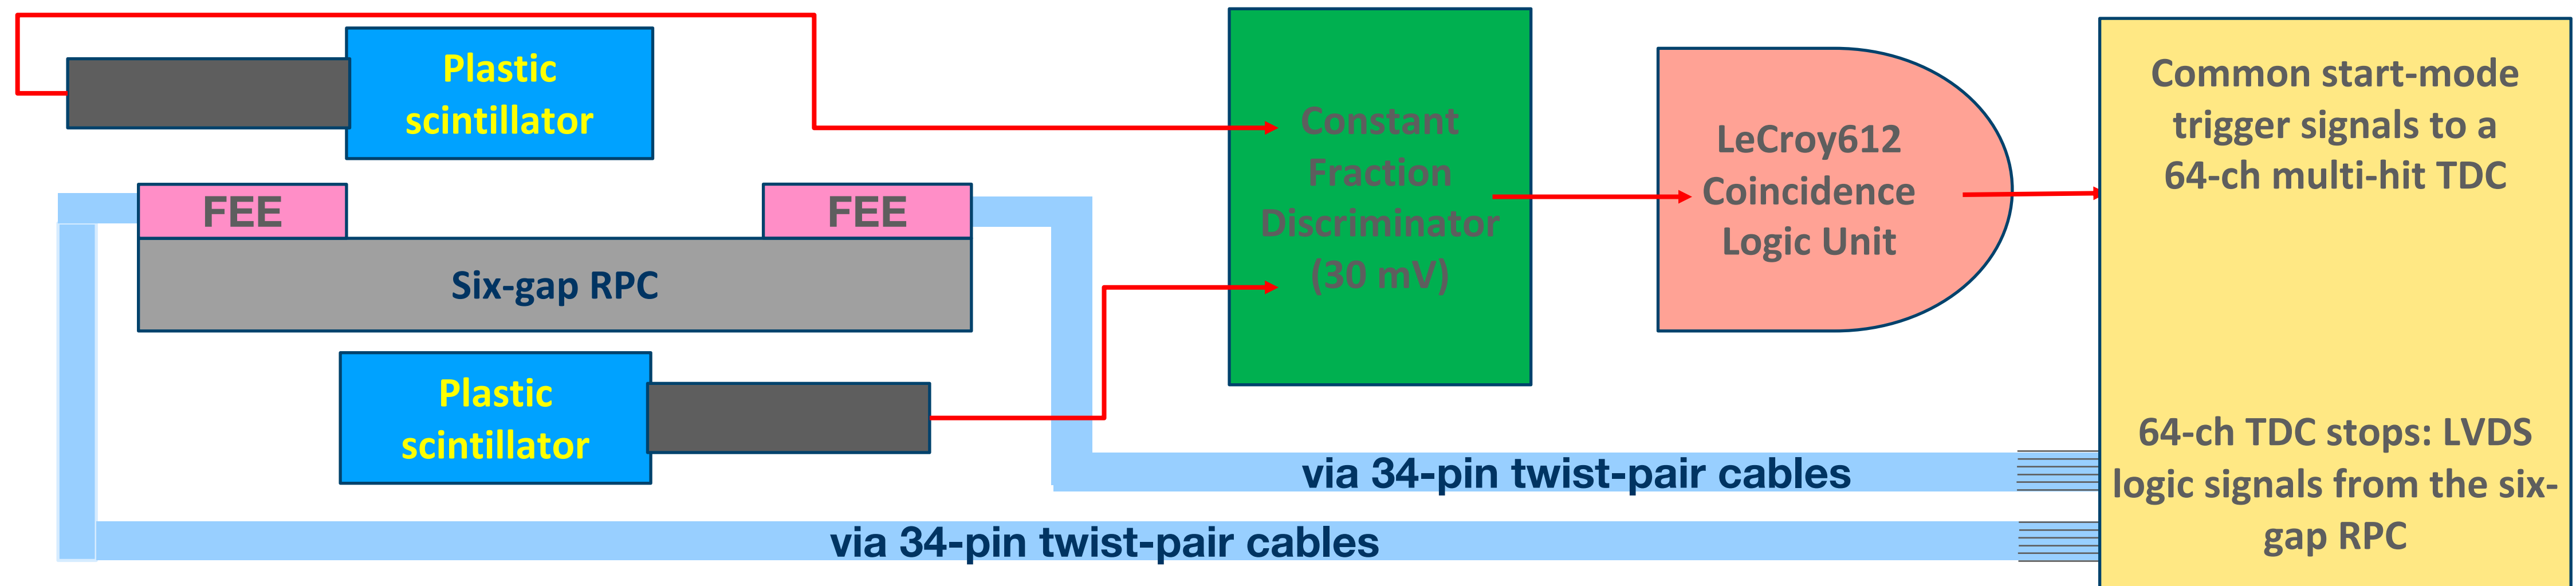 Plastic
scintillator
FEE
FEE
Six-gap RPC
Plastic
scintillator
Constant
Fraction
Discriminator
(30 mV)
LeCroy612
Coincidence
Logic Unit
Common start-mode
trigger signals to a
64-ch multi-hit TDC
64-ch TDC stops: LVDS
logic signals from the six-
gap RPC
via 34-pin twist-pair cables
via 34-pin twist-pair cables